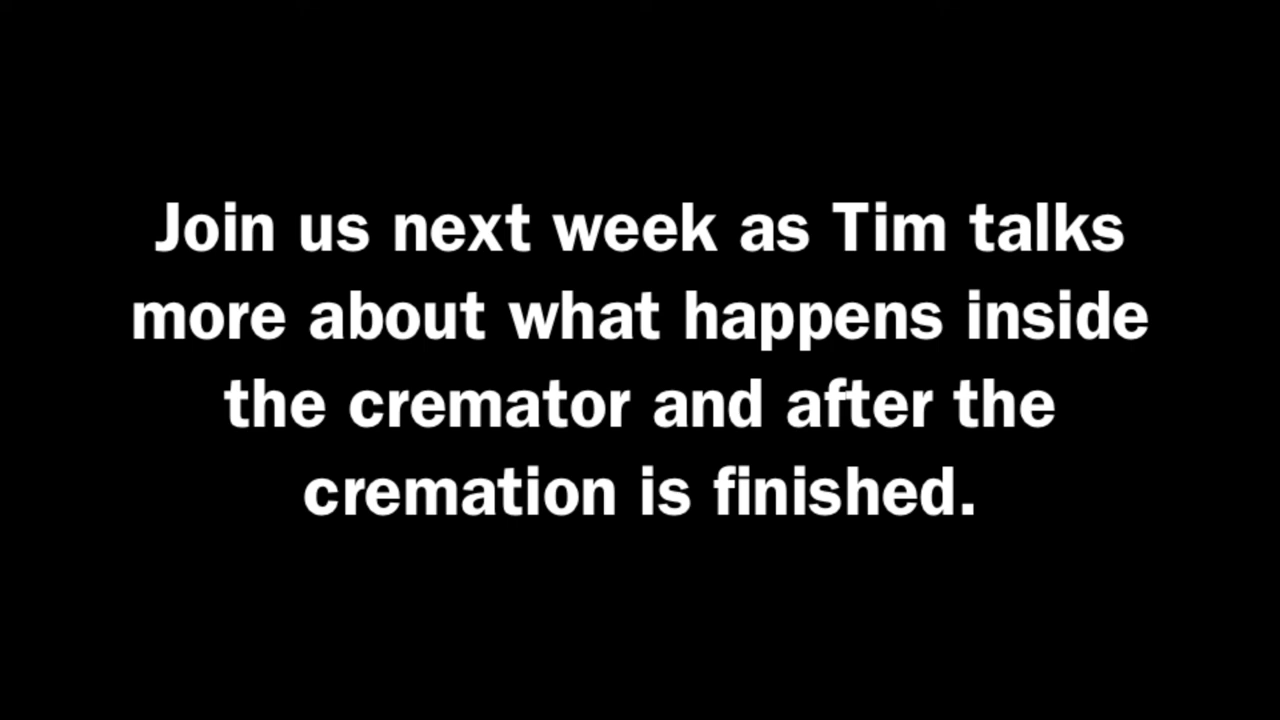 Join us next week as Tim talks
more about what happens inside
the cremator and after the
cremation is finished.